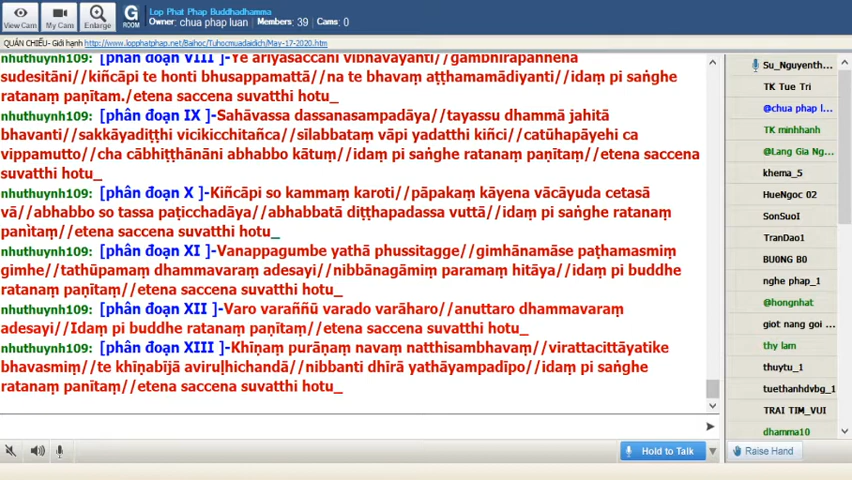 Lop Phat Phap Buddhadhamma
Owner: chua phap luan    Members: 39    Cams: 0
View Cam
My Cam
Enlarge
G
ROOM
QUÁN CHIẾU- Giới hạnh http://www.lopphatphap.net/Baihoc/Tuhocmuadaidich/May-17-2020.htm
nhuthuynh109: [phân đoạn VIII ]-Ye ariyasaccāni vibhāvayanti//gambhīrapaññena
sudesitāni//kiñcāpi te honti bhusappamattā//na te bhavaṃ aṭṭhamamādiyanti//idaṃ pi saṅghe
ratanaṃ paṇītaṃ./etena saccena suvatthi hotu_
nhuthuynh109: [phân đoạn IX ]-Sahāvassa dassanasampadāya//tayassu dhammā jahitā
bhavanti//sakkāyadiṭṭhi vicikicchitañca//sīlabbataṃ vāpi yadatthi kiñci//catūhapāyehi ca
vippamutto//cha cābhiṭṭhānāni abhabbo kātuṃ//idaṃ pi saṅghe ratanaṃ paṇītaṃ//etena saccena
suvatthi hotu_
nhuthuynh109: [phân đoạn X ]-Kiñcāpi so kammaṃ karoti//pāpakaṃ kāyena vācāyuda cetasā
vā//abhabbo so tassa paṭicchadāya//abhabbatā diṭṭhapadassa vuttā//idaṃ pi saṅghe ratanaṃ
paṇītaṃ//etena saccena suvatthi hotu_
nhuthuynh109: [phân đoạn XI ]-Vanappagumbe yathā phussitagge//gimhānamāse paṭhamasmiṃ
gimhe//tathūpamaṃ dhammavaraṃ adesayi//nibbānagāmiṃ paramaṃ hitāya//idaṃ pi buddhe
ratanaṃ paṇītaṃ//etena saccena suvatthi hotu_
nhuthuynh109: [phân đoạn XII ]-Varo varaññū varado varāharo//anuttaro dhammavaraṃ
adesayi//Idaṃ pi buddhe ratanaṃ paṇītaṃ//etena saccena suvatthi hotu_
nhuthuynh109: [phân đoạn XIII ]-Khīṇaṃ purāṇaṃ navaṃ natthisambhavaṃ//virattacittāyatike
bhavasmiṃ//te khīṇabījā aviruḷhichandā//nibbanti dhīrā yathāyampadīpo//idaṃ pi saṅghe
ratanaṃ paṇītaṃ//etena saccena suvatthi hotu_
Su_Nguyenth...
TK Tue Tri
@chua phap l...
TK minhhanh
@Lang Gia Ng...
khema_5
HueNgoc 02
SonSuoI
TranDao1
BU0NG B0
nghe phap_1
@hongnhat
giot nang goi ...
thy lam
thuytu_1
tuethanhdvbg_1
TRAI TIM_VUI
dhamma10
Hold to Talk
Raise Hand